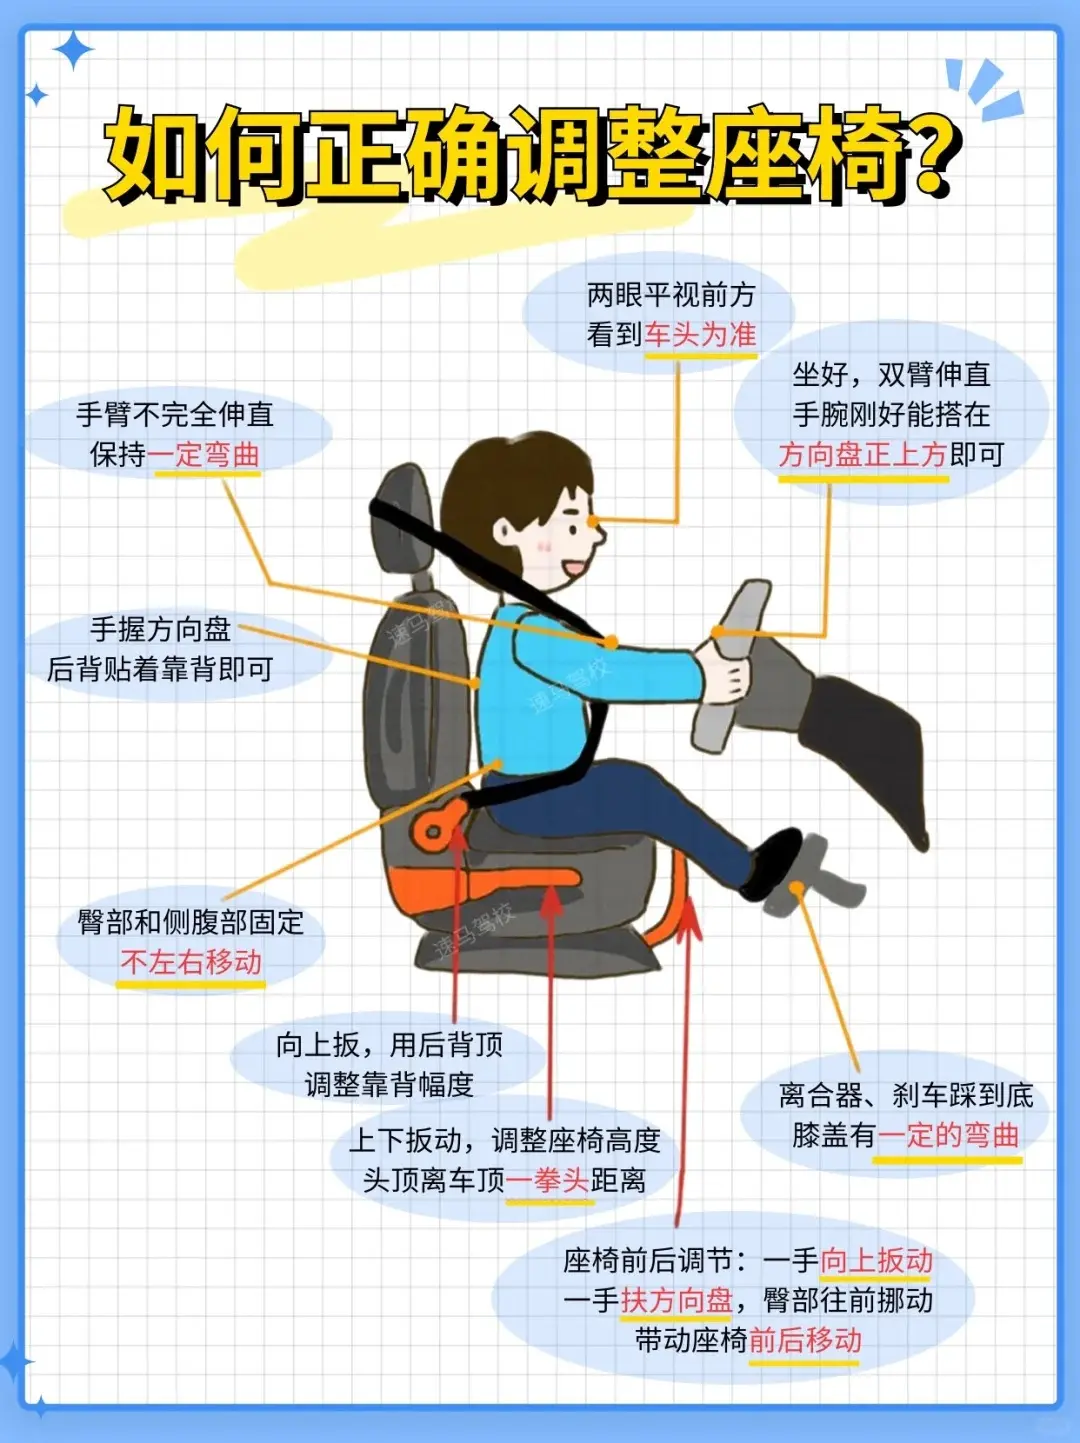 如何正确调整座椅？
两眼平视前方
看到车头为准
坐好，双臂伸直
手腕刚好能搭在
方向盘正上方即可
手臂不完全伸直
保持一定弯曲
手握方向盘
后背贴着靠背即可
速马驾校
速马驾校
臀部和侧腹部固定
不左右移动
速马驾校
向上扳，用后背顶
调整靠背幅度
上下扳动，调整座椅高度
头顶离车顶一拳头距离
离合器、刹车踩到底
膝盖有一定的弯曲
座椅前后调节：一手向上扳动
一手扶方向盘，臀部往前挪动
带动座椅前后移动